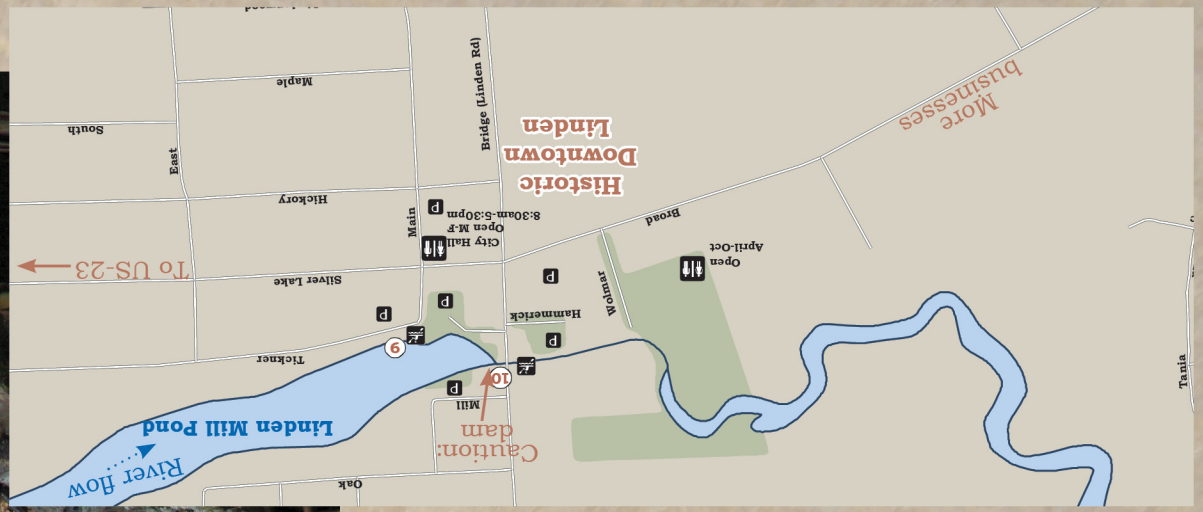 Oak
River flow
Caution:
dam
Linden Mill Pond
Mill
P
10
Tania
Tickner
9
P
Hammerick
P
P
Wolmar
P
Silver Lake
To US-23
Open
April-Oct
City Hall
Open M-F
8:30am-5:30pm
Main
Broad
P
Hickory
Historic
Downtown
Linden
East
South
Bridge (Linden Rd)
Maple
More
businesses